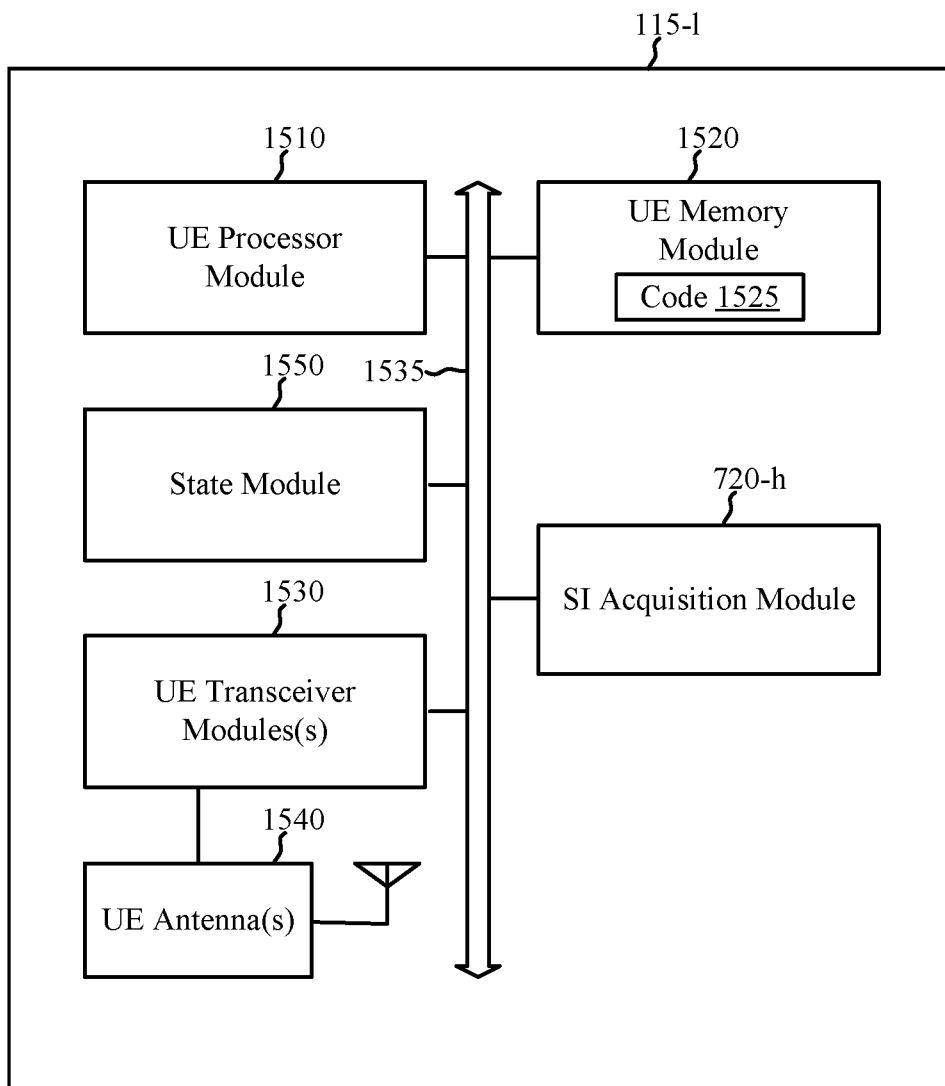 115-l
1510
UE Processor
Module
1520
UE Memory
Module
Code 1525
1550
State Module
1535
720-h
SI Acquisition Module
1530
UE Transceiver
Modules(s)
1540
UE Antenna(s)